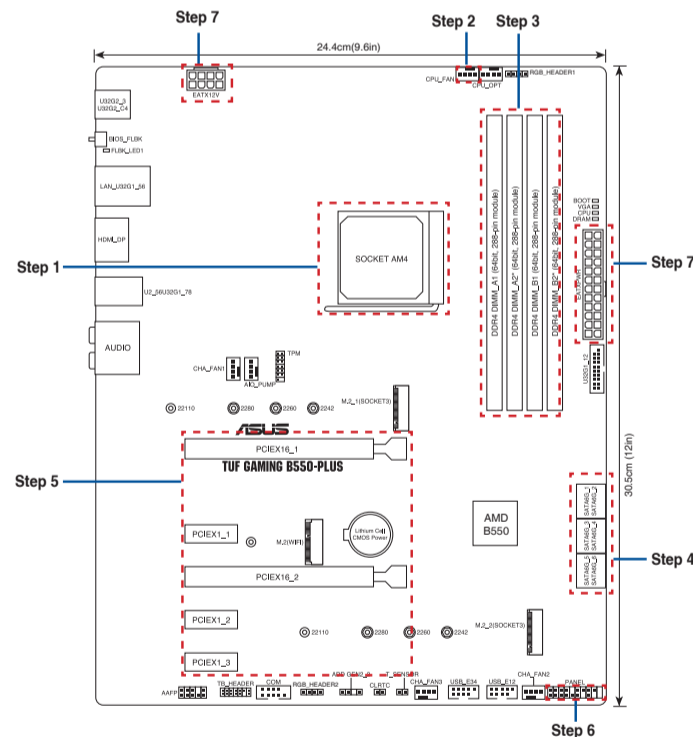 Step 7
Step 2
Step 3
24.4cm(9.6in)
EATX12V
CPU_FAN
CPU_OPT
RGB_HEADER1
U32G2_3
U32G2_C4
BIOS_FLBK
FLBK_LED1
LAN_U32G1_56
HDMI_DP
U2_56U32G1_78
AUDIO
Step 1
SOCKET AM4
DDR4 DIMM_A1 (64bit, 288-pin module)
DDR4 DIMM_A2* (64bit, 288-pin module)
DDR4 DIMM_B1 (64bit, 288-pin module)
DDR4 DIMM_B2* (64bit, 288-pin module)
BOOT
VGA
CPU
DRAM
EATXPWR
Step 7
U32G1_12
CHA_FAN1
AIO_PUMP
TPM
22110
2280
2260
2242
M.2_1(SOCKET3)
ASUS
PCIEX16_1
TUF GAMING B550-PLUS
30.5cm (12in)
Step 5
PCIEX1_1
M.2(WIFI)
Lithium Cell
CMOS Power
AMD
B550
SATA6G_1
SATA6G_2
SATA6G_3
SATA6G_4
SATA6G_5
SATA6G_6
Step 4
PCIEX16_2
PCIEX1_2
22110
2280
2260
2242
M.2_2(SOCKET3)
PCIEX1_3
AAFP
TB_HEADER
COM
RGB_HEADER2
CLRTC
T_SENSOR
CHA_FAN3
USB_E34
USB_E12
CHA_FAN2
PANEL
Step 6